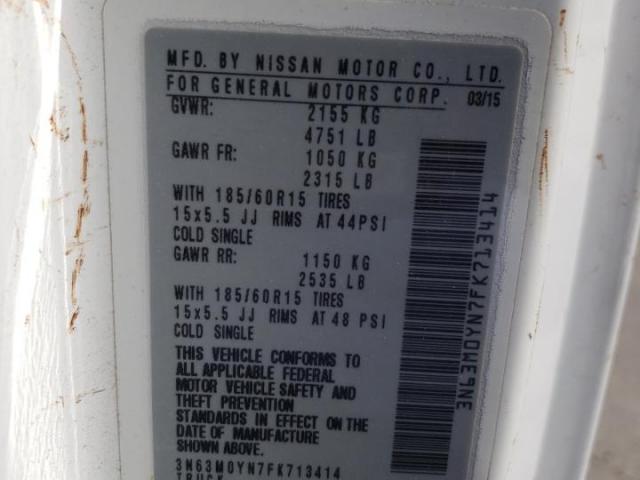 MFD. BY NISSAN MOTOR CO., LTD.
FOR GENERAL MOTORS CORP. 03/15
GVWR: 2155 KG
4751 LB
GAWR FR: 1050 KG
2315 LB
WITH 185/60R15 TIRES
15x5.5 JJ RIMS AT 44PSI
COLD SINGLE
GAWR RR: 1150 KG
2535 LB
WITH 185/60R15 TIRES
15x5.5 JJ RIMS AT 48 PSI
COLD SINGLE
THIS VEHICLE CONFORMS TO
ALL APPLICABLE FEDERAL
MOTOR VEHICLE SAFETY AND
THEFT PREVENTION
STANDARDS IN EFFECT ON THE
DATE OF MANUFACTURE
SHOWN ABOVE.
3N63M0YN7FK713414
TRUCK
3N63M0YN7FK713414